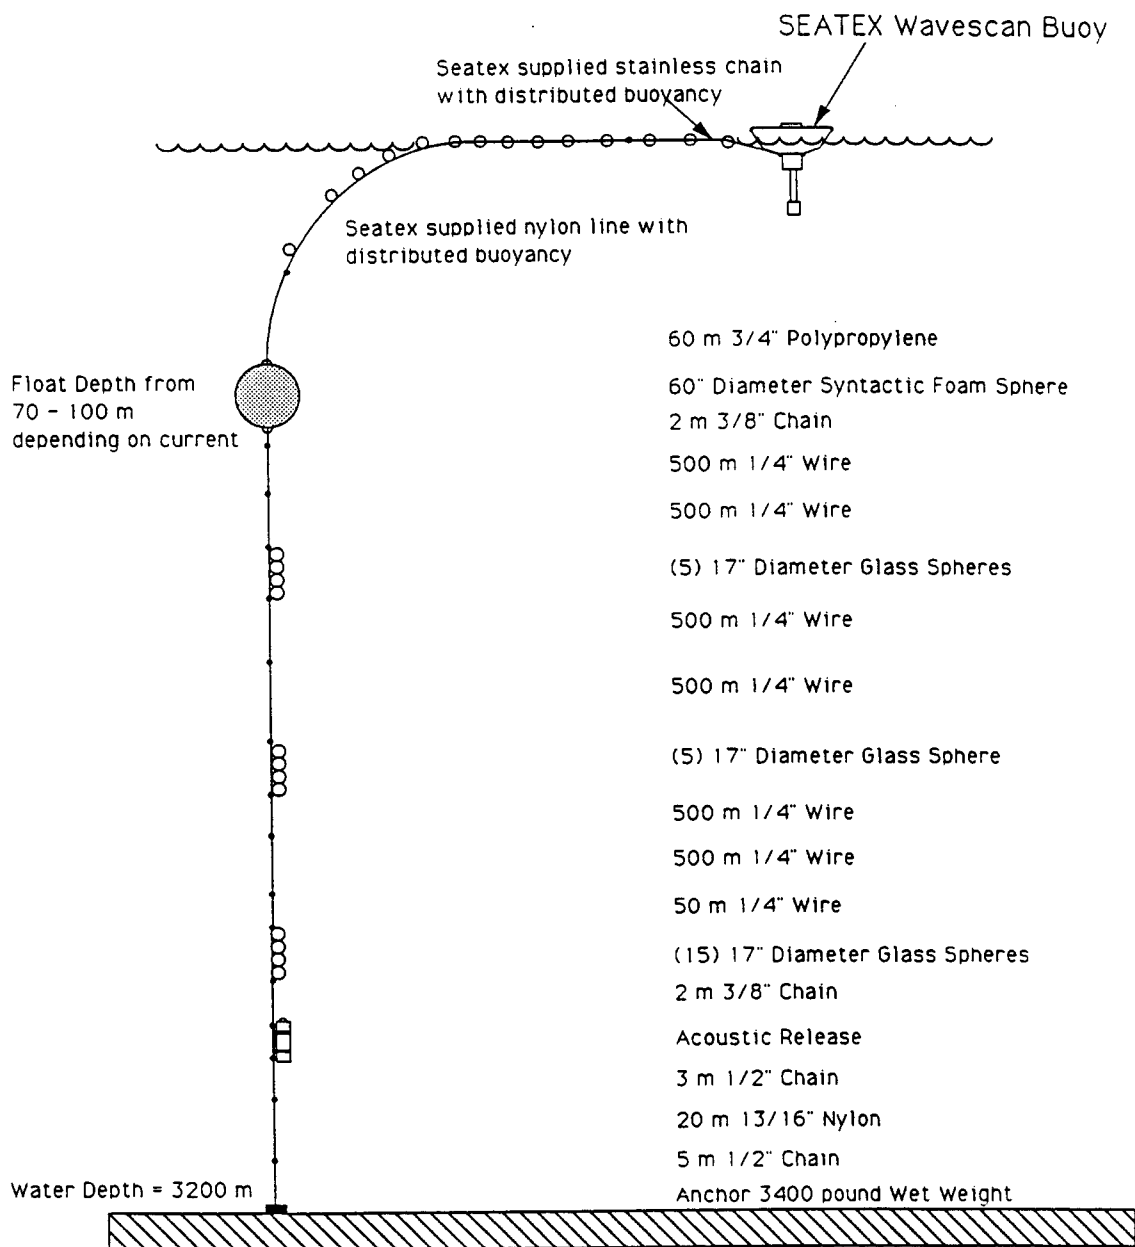 SEATEX Wavescan Buoy
Seatex supplied stainless chain
with distributed buoyancy
Seatex supplied nylon line with
distributed buoyancy
60 m 3/4" Polypropylene
Float Depth from
70 - 100 m
depending on current
60" Diameter Syntactic Foam Sphere
2 m 3/8" Chain
500 m 1/4" Wire
500 m 1/4" Wire
(5) 17" Diameter Glass Spheres
500 m 1/4" Wire
500 m 1/4" Wire
(5) 17" Diameter Glass Sphere
500 m 1/4" Wire
500 m 1/4" Wire
50 m 1/4" Wire
(15) 17" Diameter Glass Spheres
2 m 3/8" Chain
Acoustic Release
3 m 1/2" Chain
20 m 13/16" Nylon
5 m 1/2" Chain
Water Depth = 3200 m
Anchor 3400 pound Wet Weight